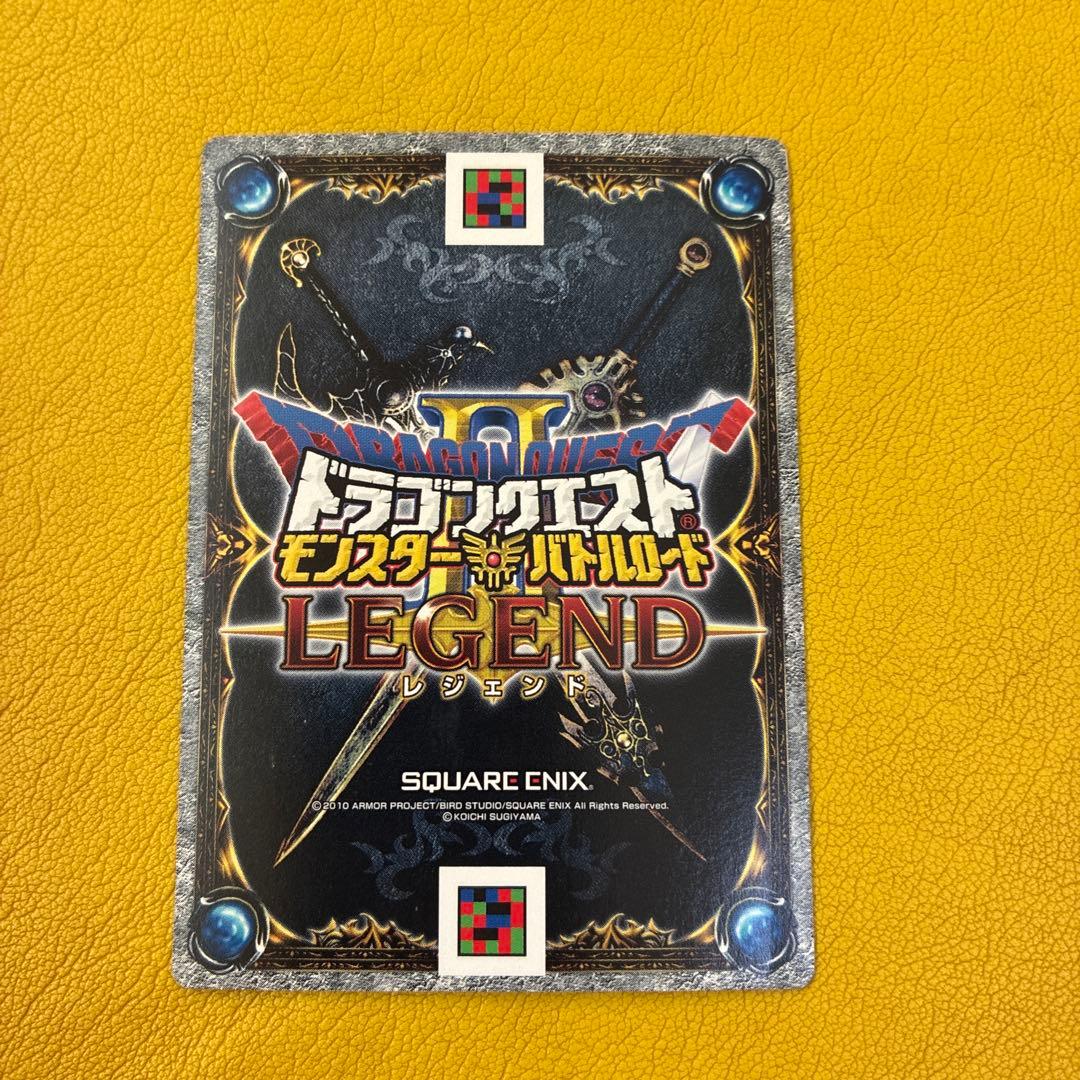 II
DRAGON QUEST
ドラゴンクエスト®
モンスター バトルロード
LEGEND
レジェンド
SQUARE ENIX®
©2010 ARMOR PROJECT/BIRD STUDIO/SQUARE ENIX All Rights Reserved.
©KOICHI SUGIYAMA